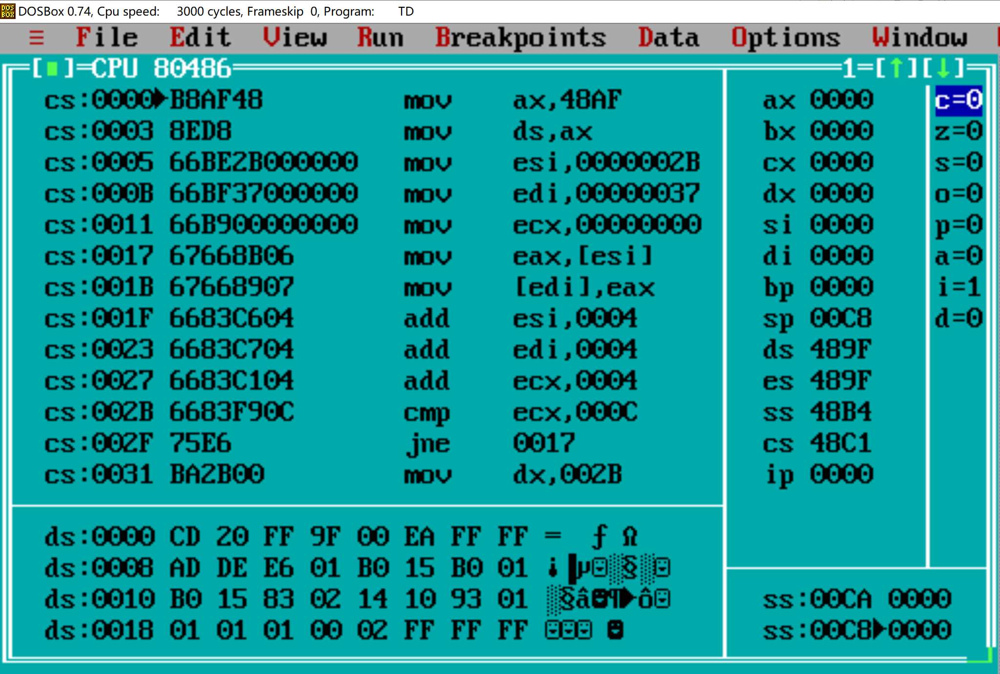 DOSBox 0.74, Cpu speed: 3000 cycles, Frameskip 0, Program: TD
≡ File Edit View Run Breakpoints Data Options Window
[■]=CPU 80486 1=[↑][↓]
cs:0000►B8AF48 mov ax,48AF ax 0000 c=0
cs:0003 8ED8 mov ds,ax bx 0000 z=0
cs:0005 66BE2B000000 mov esi,0000002B cx 0000 s=0
cs:000B 66BF37000000 mov edi,00000037 dx 0000 o=0
cs:0011 66B900000000 mov ecx,00000000 si 0000 p=0
cs:0017 67668B06 mov eax,[esi] di 0000 a=0
cs:001B 67668907 mov [edi],eax bp 0000 i=1
cs:001F 6683C604 add esi,0004 sp 00C8 d=0
cs:0023 6683C704 add edi,0004 ds 489F
cs:0027 6683C104 add ecx,0004 es 489F
cs:002B 6683F90C cmp ecx,000C ss 48B4
cs:002F 75E6 jne 0017 cs 48C1
cs:0031 BA2B00 mov dx,002B ip 0000
ds:0000 CD 20 FF 9F 00 EA FF FF = ƒ Ω
ds:0008 AD DE E6 01 B0 15 B0 01 ¡▐µ☺░§░☺
ds:0010 B0 15 83 02 14 10 93 01 ░§â☻¶►ô☺
ds:0018 01 01 01 00 02 FF FF FF ☺☺☺ ☻
ss:00CA 0000
ss:00C8►0000